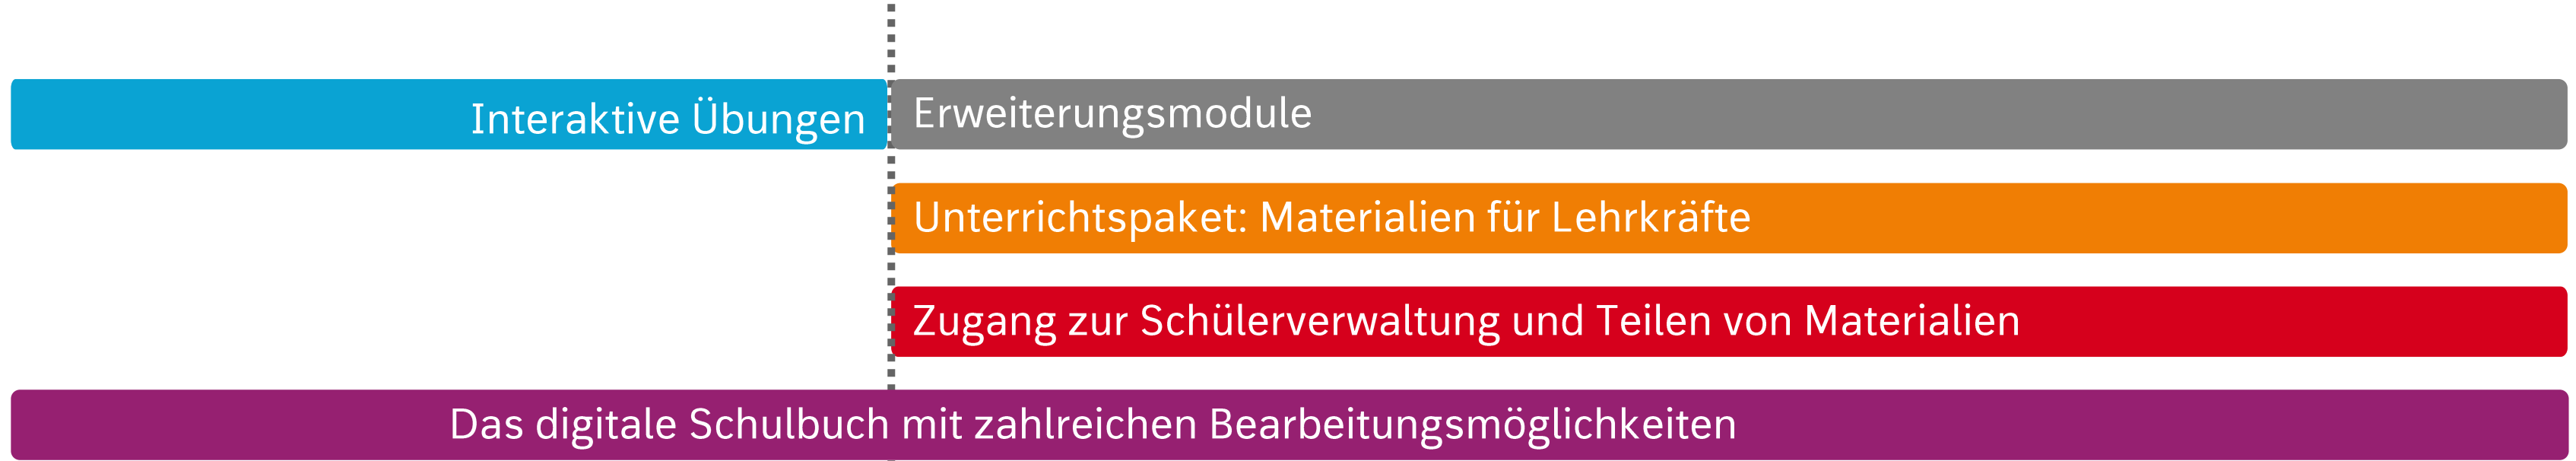 Interaktive Übungen
Erweiterungsmodule
Unterrichtspaket: Materialien für Lehrkräfte
Zugang zur Schülerverwaltung und Teilen von Materialien
Das digitale Schulbuch mit zahlreichen Bearbeitungsmöglichkeiten